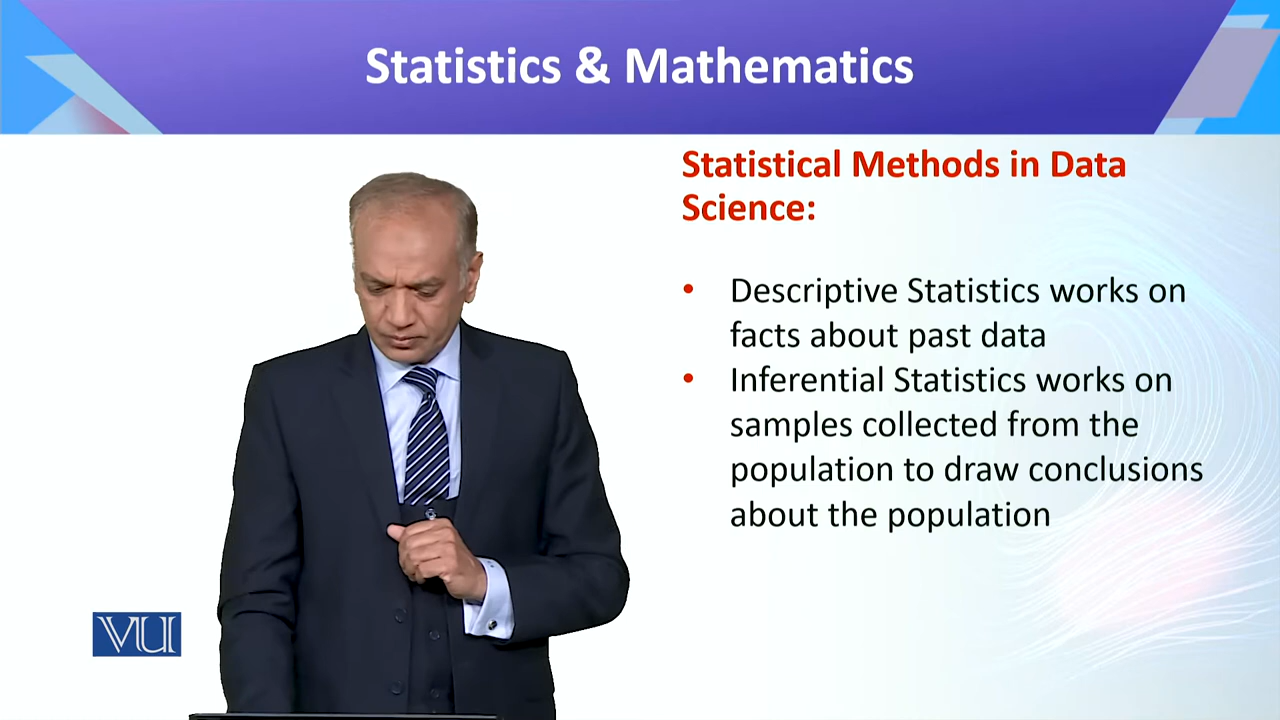 Statistics & Mathematics
Statistical Methods in Data
Science:
• Descriptive Statistics works on
facts about past data
• Inferential Statistics works on
samples collected from the
population to draw conclusions
about the population
VU